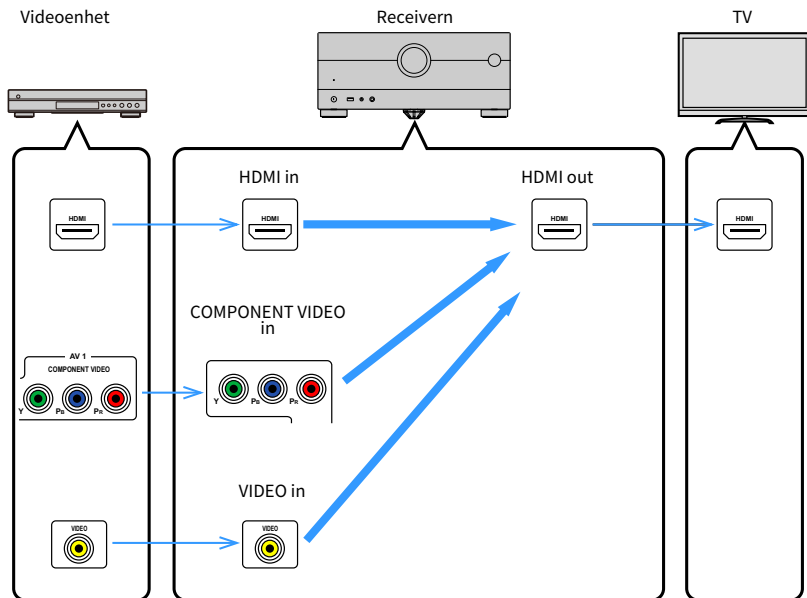 Videoenhet
Receivern
TV
HDMI in
HDMI out
HDMI
HDMI
HDMI
HDMI
COMPONENT VIDEO
in
AV 1
COMPONENT VIDEO
Y
PB
PR
Y
PB
PR
VIDEO in
VIDEO
VIDEO